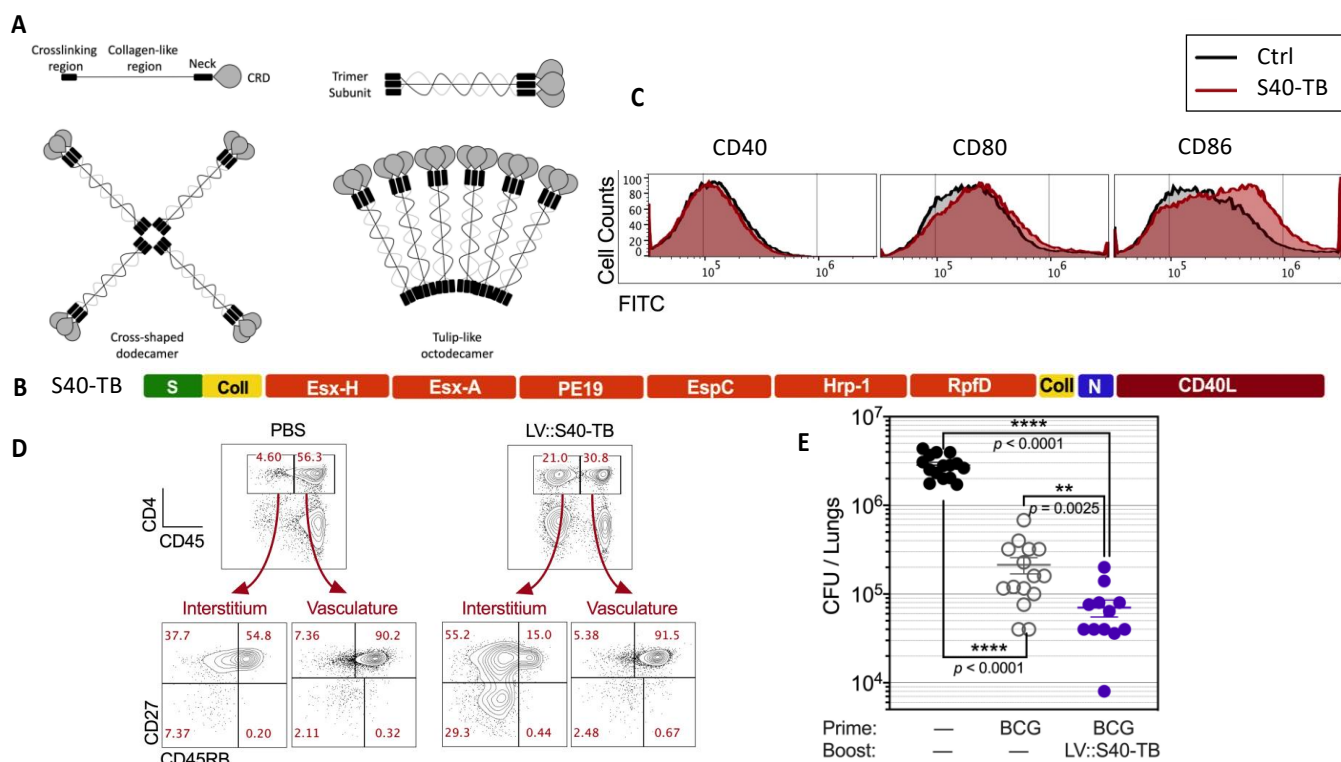 A
Crosslinking region
Collagen-like region
Neck
CRD
Trimer Subunit
Cross-shaped dodecamer
Tulip-like octodecamer
Ctrl
S40-TB
C
CD40
CD80
CD86
Cell Counts
100
80
60
40
20
0
10^5
10^6
10^5
10^6
10^5
10^6
FITC
B
S40-TB
S
Coll
Esx-H
Esx-A
PE19
EspC
Hrp-1
RpfD
Coll
N
CD40L
D
PBS
4.60
56.3
CD4
CD45
LV::S40-TB
21.0
30.8
Interstitium
Vasculature
Interstitium
Vasculature
37.7
54.8
7.37
0.20
7.36
90.2
2.11
0.32
55.2
15.0
29.3
0.44
5.38
91.5
2.48
0.67
CD27
CD45RB
E
CFU / Lungs
10^7
10^6
10^5
10^4
****
p < 0.0001
**
p = 0.0025
****
p < 0.0001
Prime: — BCG BCG
Boost: — — LV::S40-TB